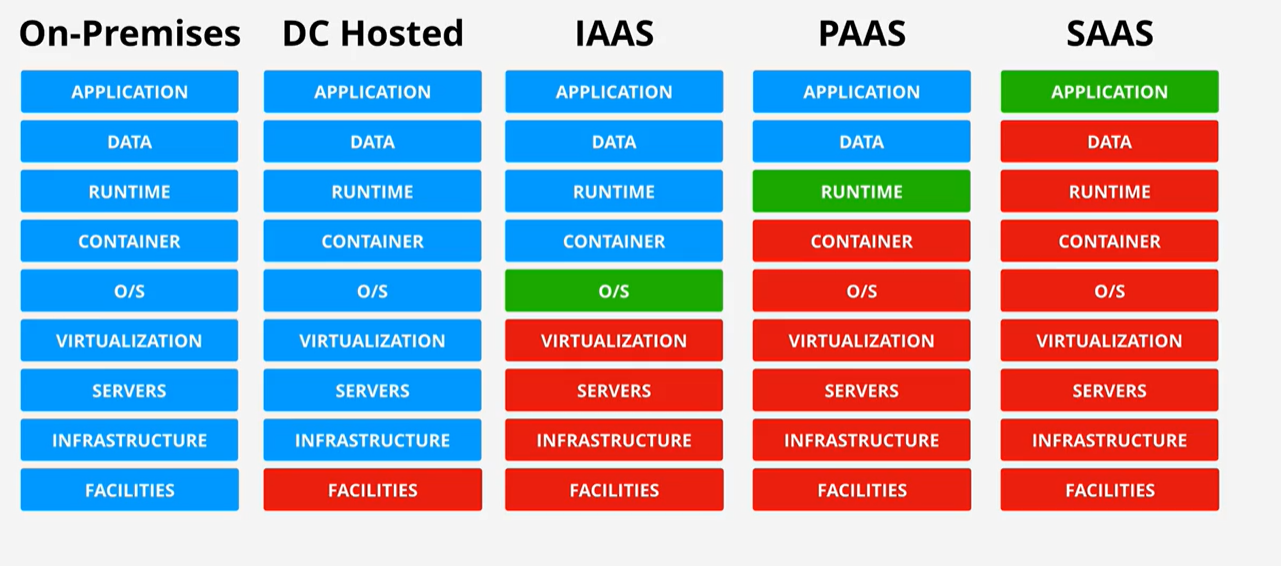 On-Premises DC Hosted IAAS PAAS SAAS
APPLICATION APPLICATION APPLICATION APPLICATION APPLICATION
DATA DATA DATA DATA DATA
RUNTIME RUNTIME RUNTIME RUNTIME RUNTIME
CONTAINER CONTAINER CONTAINER CONTAINER CONTAINER
O/S O/S O/S O/S O/S
VIRTUALIZATION VIRTUALIZATION VIRTUALIZATION VIRTUALIZATION VIRTUALIZATION
SERVERS SERVERS SERVERS SERVERS SERVERS
INFRASTRUCTURE INFRASTRUCTURE INFRASTRUCTURE INFRASTRUCTURE INFRASTRUCTURE
FACILITIES FACILITIES FACILITIES FACILITIES FACILITIES